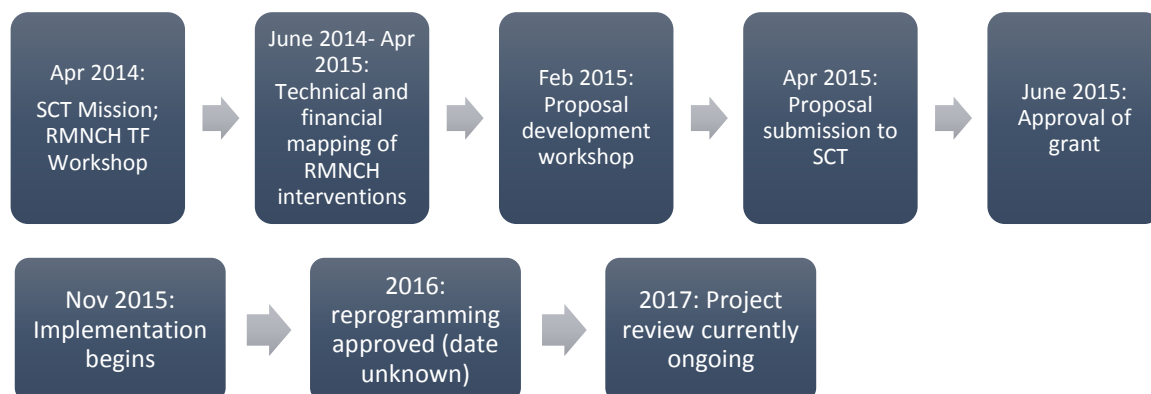 Apr 2014:
SCT Mission;
RMNCH TF
Workshop
June 2014- Apr
2015:
Technical and
financial
mapping of
RMNCH
interventions
Feb 2015:
Proposal
development
workshop
Apr 2015:
Proposal
submission to
SCT
June 2015:
Approval of
grant
Nov 2015:
Implementation
begins
2016:
reprogramming
approved (date
unknown)
2017: Project
review currently
ongoing